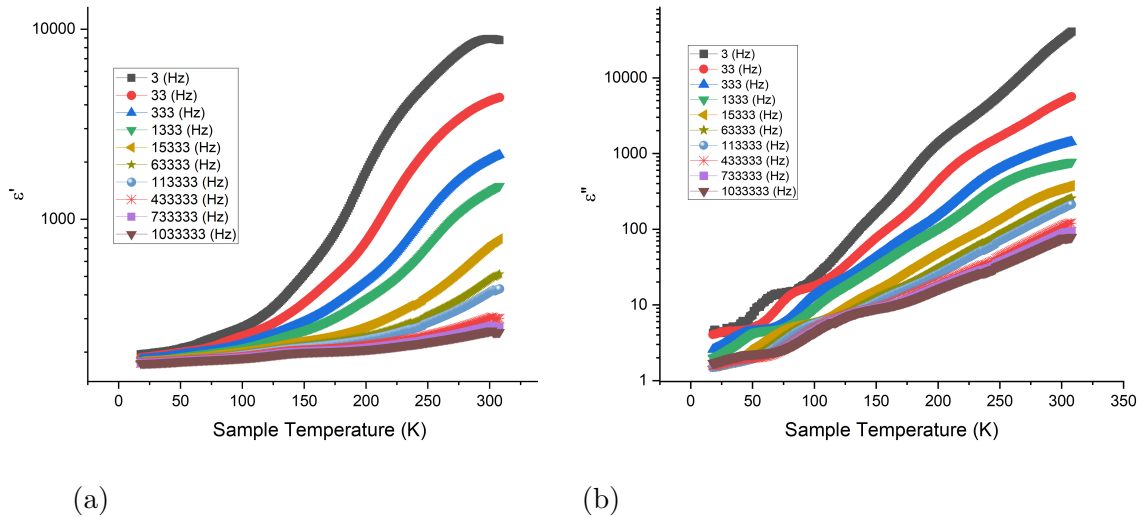 10000
1000
ε'
3 (Hz)
33 (Hz)
333 (Hz)
1333 (Hz)
15333 (Hz)
63333 (Hz)
113333 (Hz)
433333 (Hz)
733333 (Hz)
1033333 (Hz)
0 50 100 150 200 250 300
Sample Temperature (K)
(a)
10000
1000
100
10
1
ε"
3 (Hz)
33 (Hz)
333 (Hz)
1333 (Hz)
15333 (Hz)
63333 (Hz)
113333 (Hz)
433333 (Hz)
733333 (Hz)
1033333 (Hz)
0 50 100 150 200 250 300 350
Sample Temperature (K)
(b)